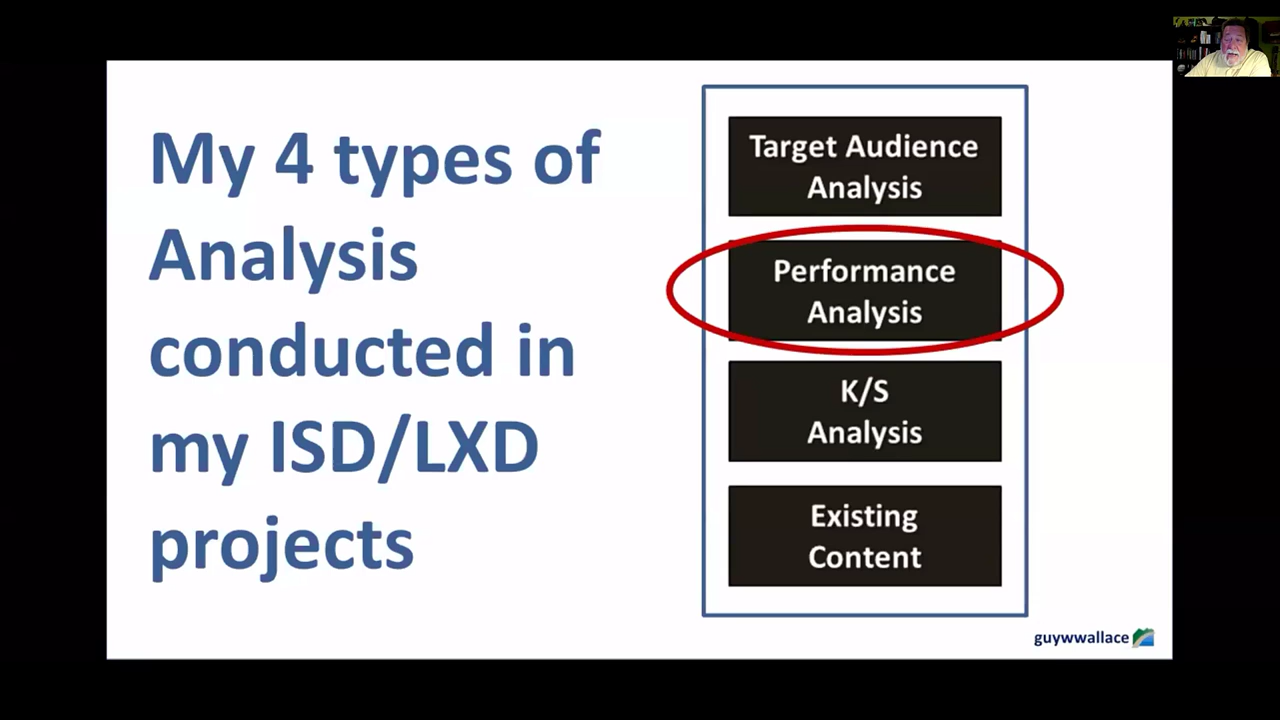 My 4 types of
Analysis
conducted in
my ISD/LXD
projects
Target Audience
Analysis
Performance
Analysis
K/S
Analysis
Existing
Content
guywwallace